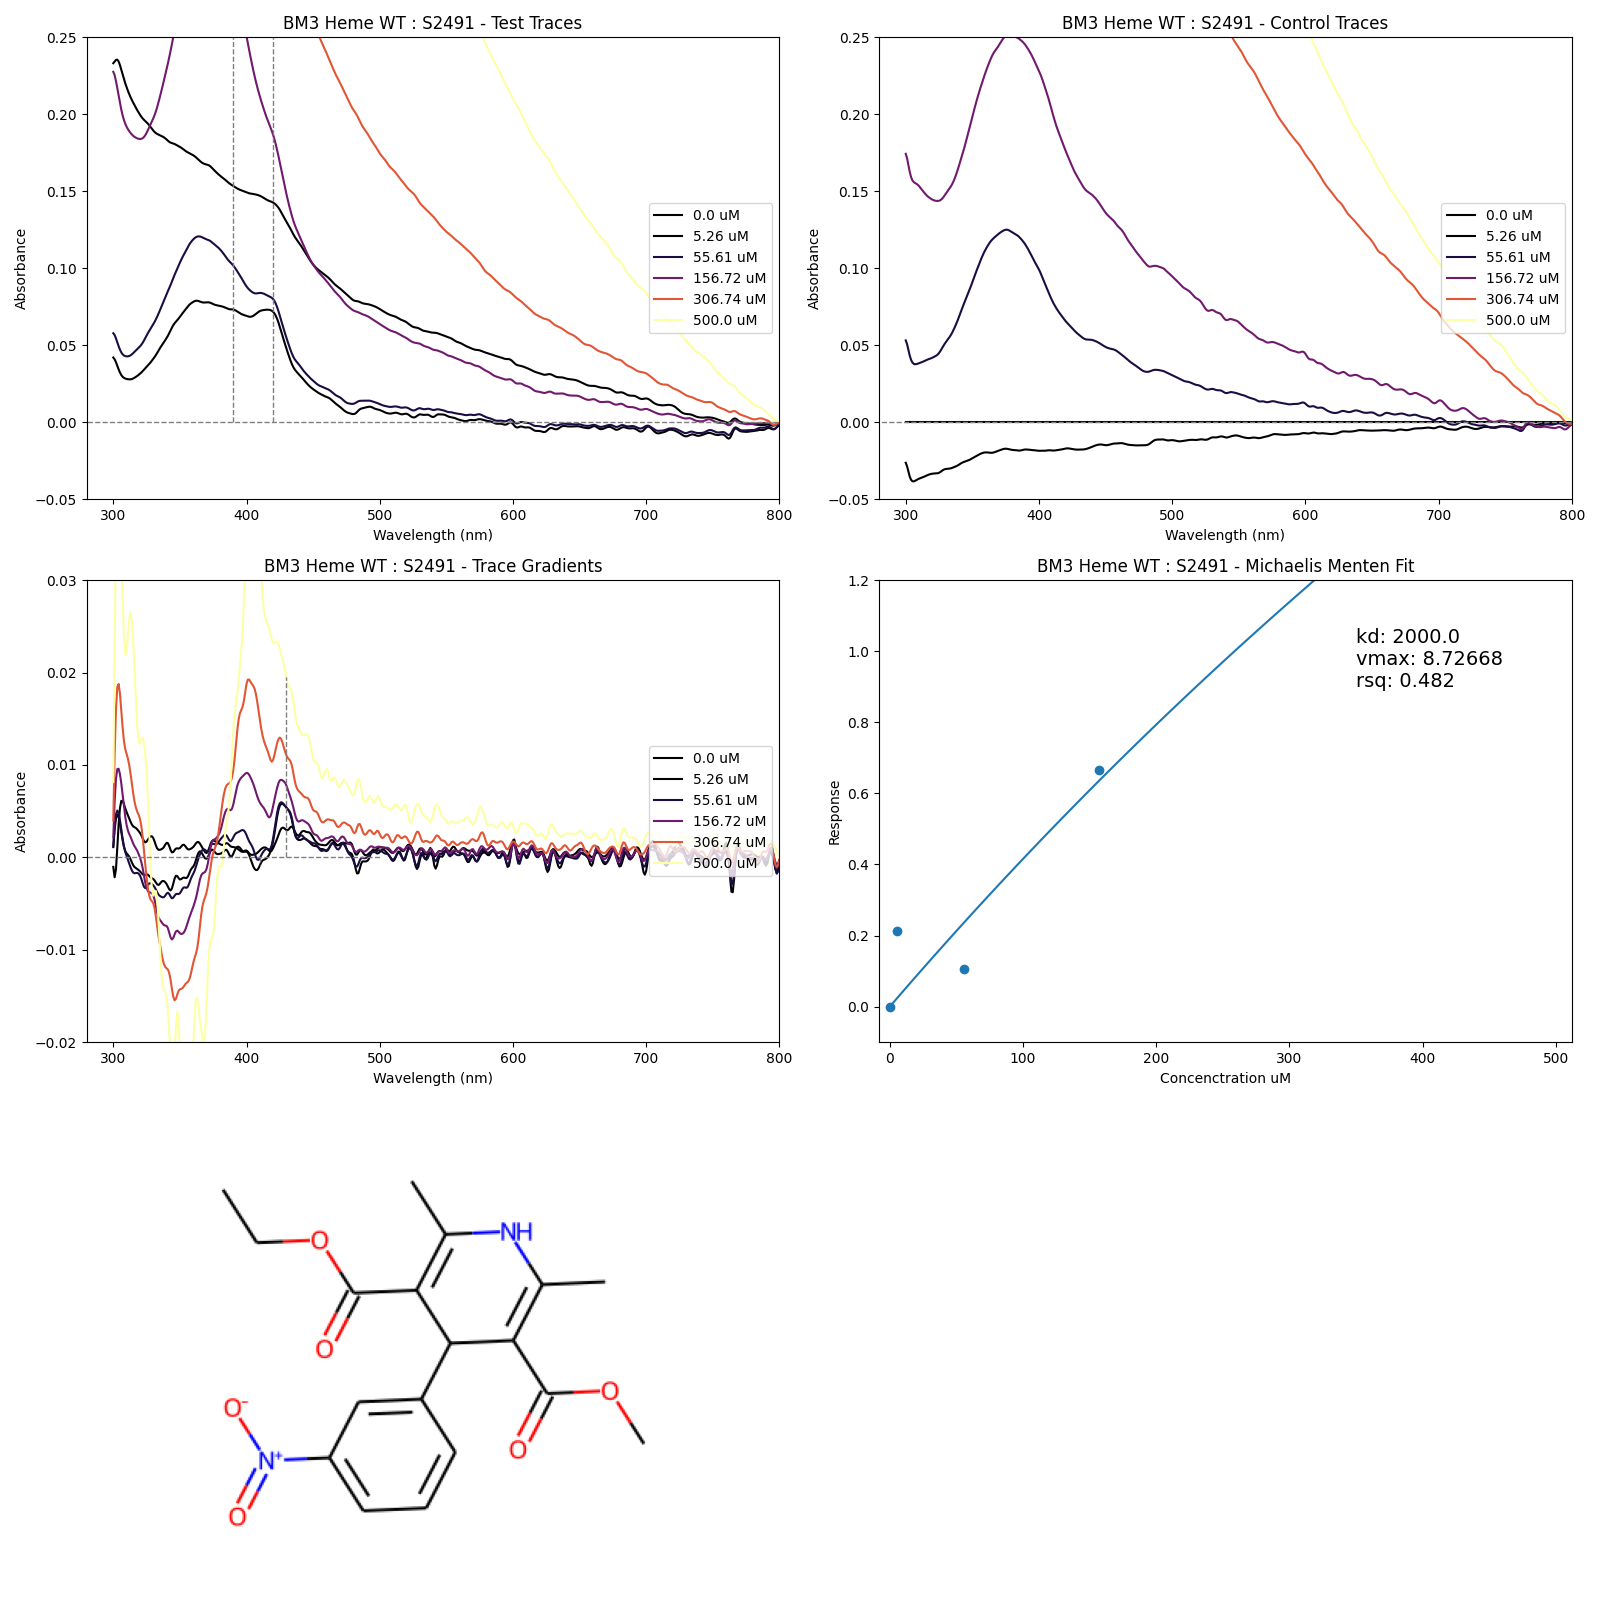 BM3 Heme WT : S2491 - Test Traces
0.25
0.20
0.15
0.10
0.05
0.00
−0.05
Absorbance
300 400 500 600 700 800
Wavelength (nm)
0.0 uM
5.26 uM
55.61 uM
156.72 uM
306.74 uM
500.0 uM
BM3 Heme WT : S2491 - Control Traces
0.25
0.20
0.15
0.10
0.05
0.00
−0.05
Absorbance
300 400 500 600 700 800
Wavelength (nm)
0.0 uM
5.26 uM
55.61 uM
156.72 uM
306.74 uM
500.0 uM
BM3 Heme WT : S2491 - Trace Gradients
0.03
0.02
0.01
0.00
−0.01
−0.02
Absorbance
300 400 500 600 700 800
Wavelength (nm)
0.0 uM
5.26 uM
55.61 uM
156.72 uM
306.74 uM
500.0 uM
BM3 Heme WT : S2491 - Michaelis Menten Fit
1.2
1.0
0.8
0.6
0.4
0.2
0.0
Response
0 100 200 300 400 500
Concenctration uM
kd: 2000.0
vmax: 8.72668
rsq: 0.482
NH
O
O
O
O
O⁻
N⁺
O